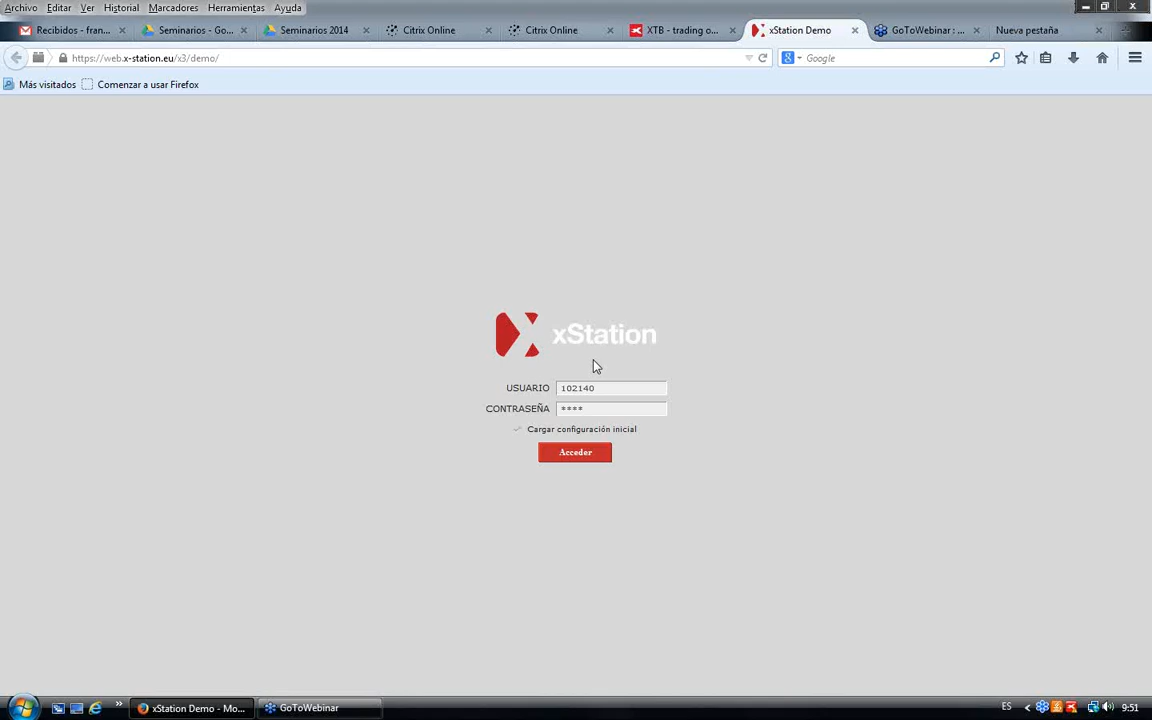 Archivo Editar Ver Historial Marcadores Herramientas Ayuda
Recibidos - fran... Seminarios - Go... Seminarios 2014 Citrix Online Citrix Online XTB - trading o... xStation Demo GoToWebinar : ... Nueva pestaña
https://web.x-station.eu/x3/demo/ Google
Más visitados Comenzar a usar Firefox
xStation
USUARIO 102140
CONTRASEÑA ****
Cargar configuración inicial
Acceder
xStation Demo - Mo... GoToWebinar ES 9:51